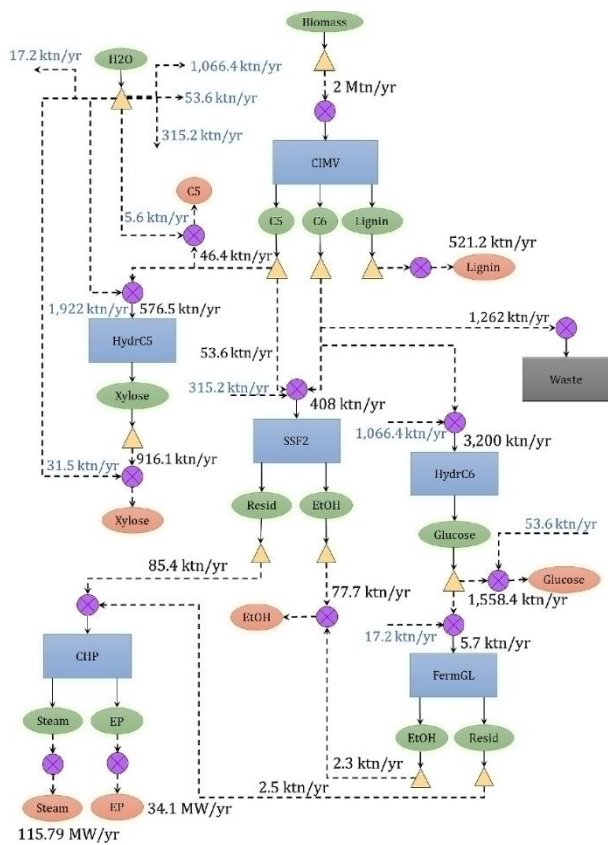 Biomass
17.2 ktn/yr
H2O
1,066.4 ktn/yr
2 Mtn/yr
53.6 ktn/yr
315.2 ktn/yr
CIMV
C5
5.6 ktn/yr
C5
C6
Lignin
46.4 ktn/yr
521.2 ktn/yr
Lignin
1,922 ktn/yr
576.5 ktn/yr
1,262 ktn/yr
HydrC5
53.6 ktn/yr
Waste
Xylose
315.2 ktn/yr
408 ktn/yr
1,066.4 ktn/yr
3,200 ktn/yr
SSF2
916.1 ktn/yr
31.5 ktn/yr
HydrC6
Resid
EtOH
Xylose
53.6 ktn/yr
Glucose
85.4 ktn/yr
77.7 ktn/yr
Glucose
1,558.4 ktn/yr
EtOH
17.2 ktn/yr
5.7 ktn/yr
CHP
FermGL
Steam
EP
EtOH
Resid
2.3 ktn/yr
2.5 ktn/yr
Steam
EP
34.1 MW/yr
115.79 MW/yr